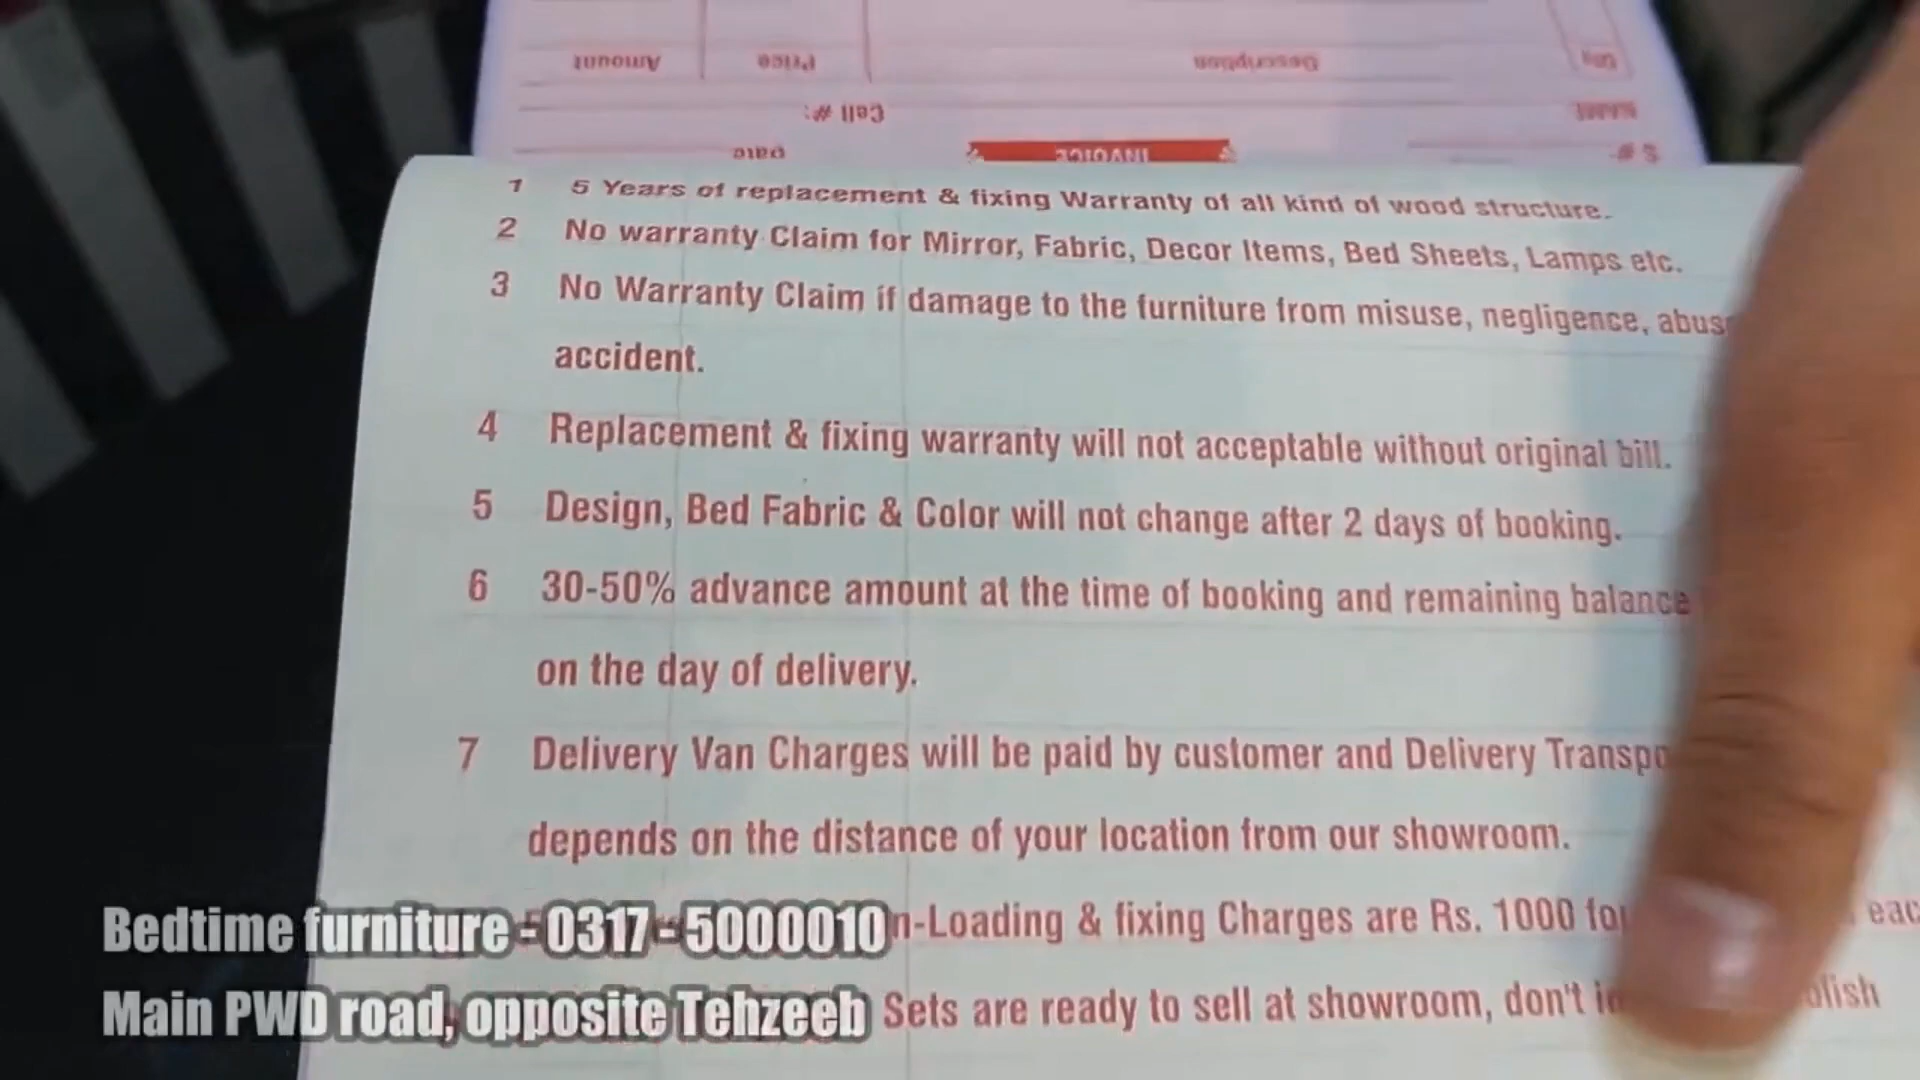 Amount Price Description Qty
Cell #: NAME
Date INVOICE S #
1 5 Years of replacement & fixing Warranty of all kind of wood structure.
2 No warranty Claim for Mirror, Fabric, Decor Items, Bed Sheets, Lamps etc.
3 No Warranty Claim if damage to the furniture from misuse, negligence,
accident.
4 Replacement & fixing warranty will not acceptable without original bill.
5 Design, Bed Fabric & Color will not change after 2 days of booking.
6 30-50% advance amount at the time of booking and remaining balance
on the day of delivery.
7 Delivery Van Charges will be paid by customer and Delivery
depends on the distance of your location from our showroom.
n-Loading & fixing Charges are Rs. 1000
Sets are ready to sell at showroom, don't
Bedtime furniture - 0317 - 5000010
Main PWD road, opposite Tehzeeb